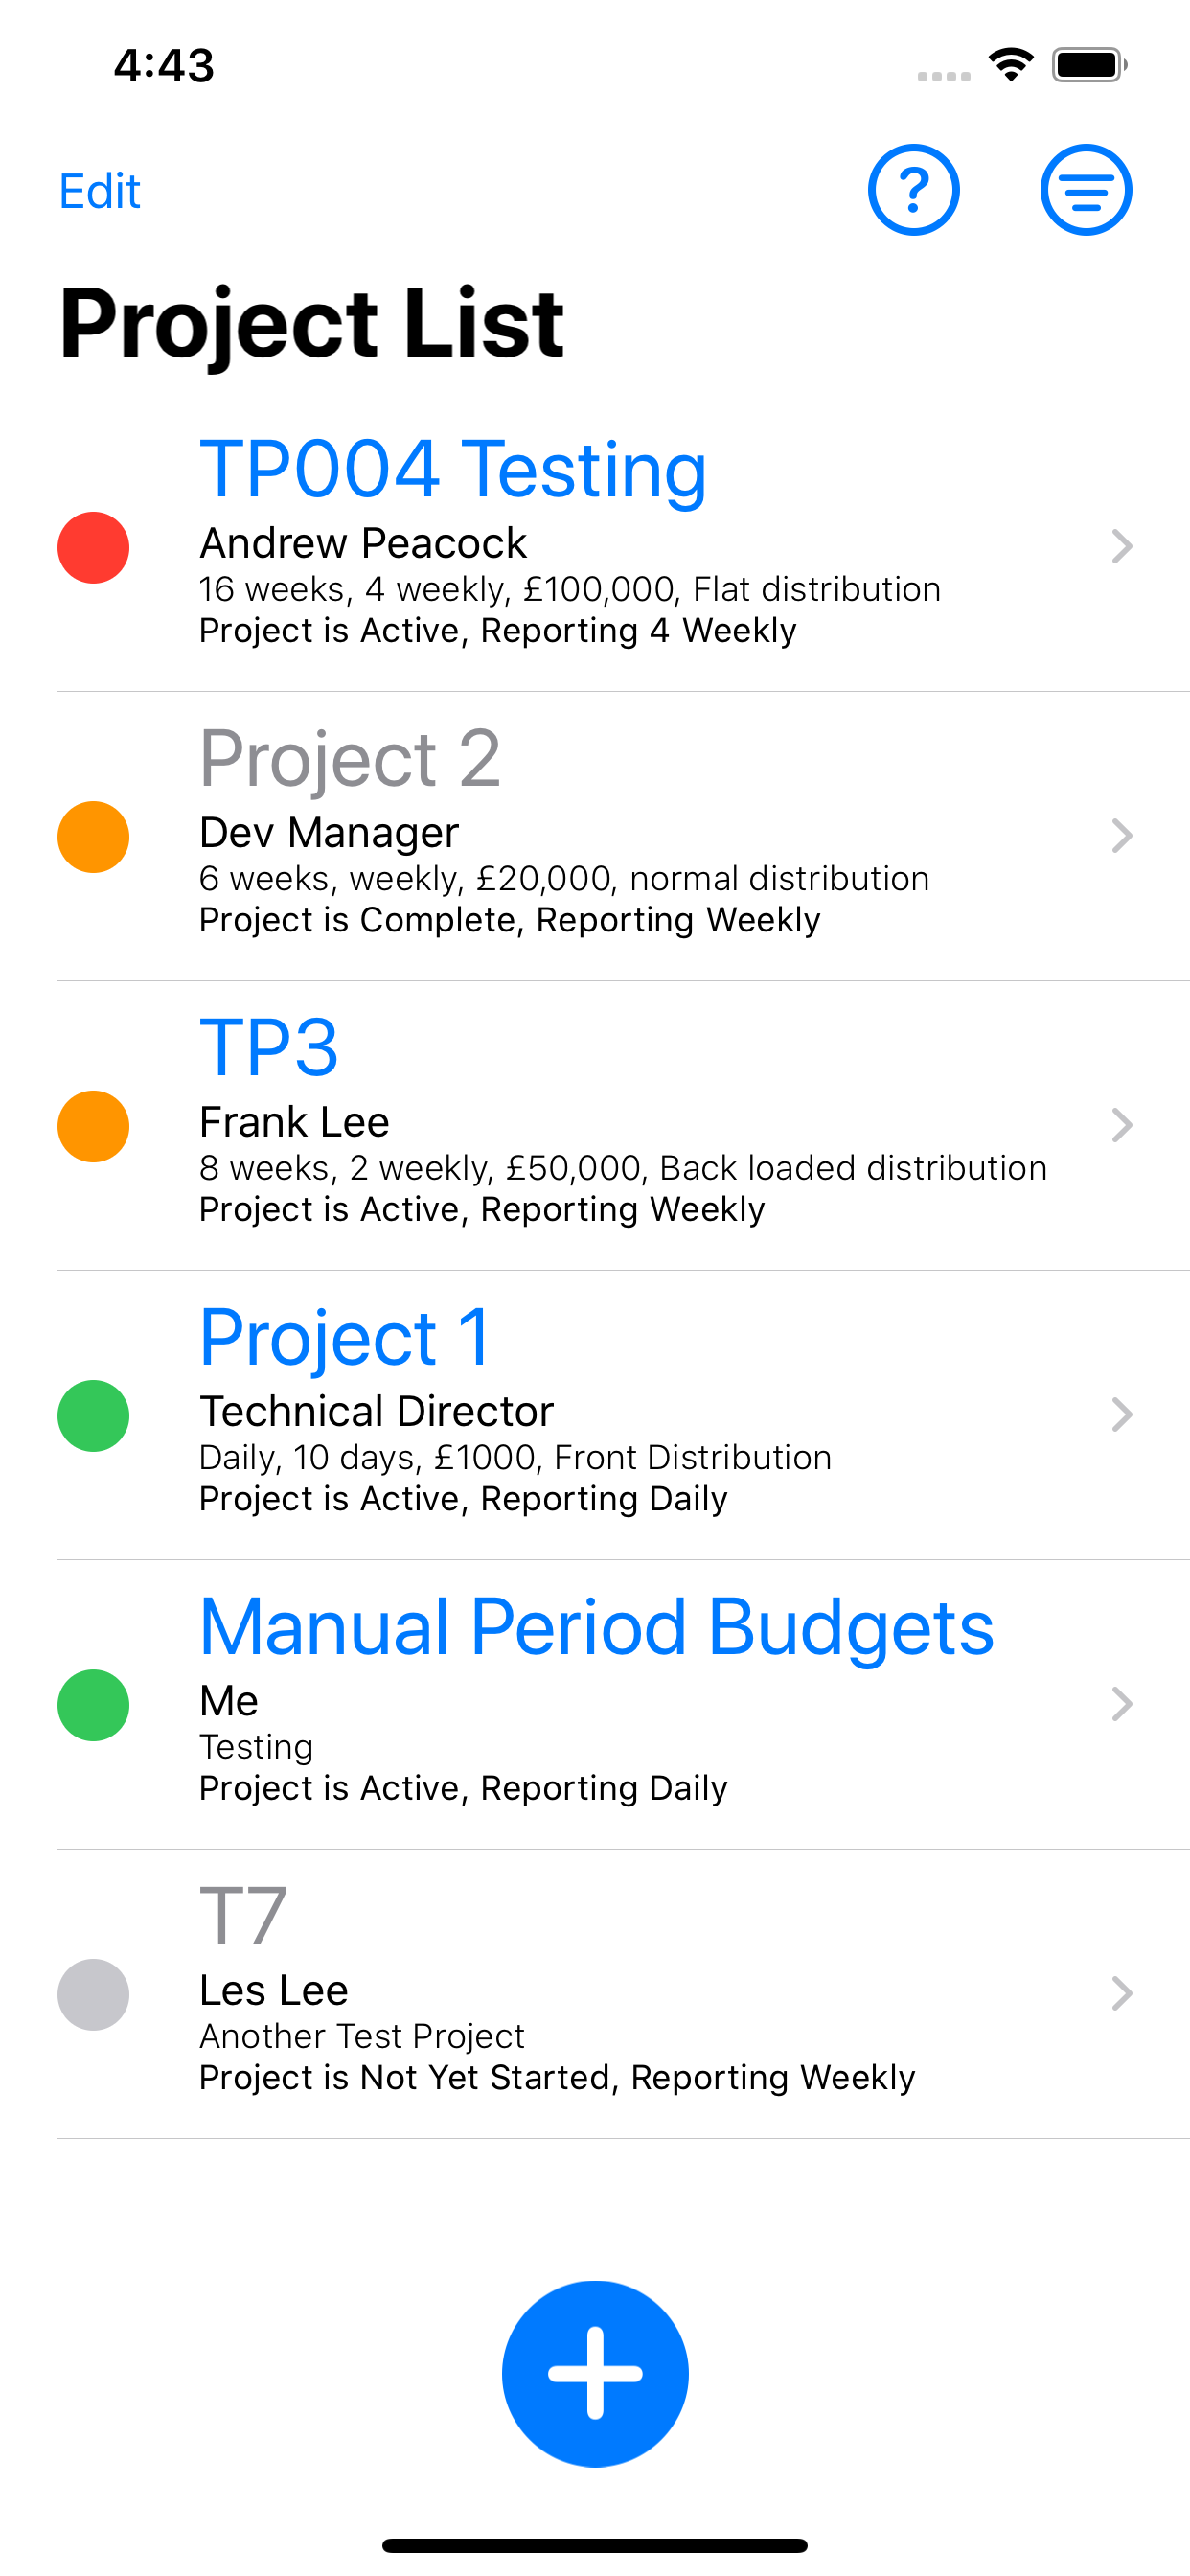 4:43
Edit
?
Project List
TP004 Testing
Andrew Peacock
16 weeks, 4 weekly, £100,000, Flat distribution
Project is Active, Reporting 4 Weekly
Project 2
Dev Manager
6 weeks, weekly, £20,000, normal distribution
Project is Complete, Reporting Weekly
TP3
Frank Lee
8 weeks, 2 weekly, £50,000, Back loaded distribution
Project is Active, Reporting Weekly
Project 1
Technical Director
Daily, 10 days, £1000, Front Distribution
Project is Active, Reporting Daily
Manual Period Budgets
Me
Testing
Project is Active, Reporting Daily
T7
Les Lee
Another Test Project
Project is Not Yet Started, Reporting Weekly